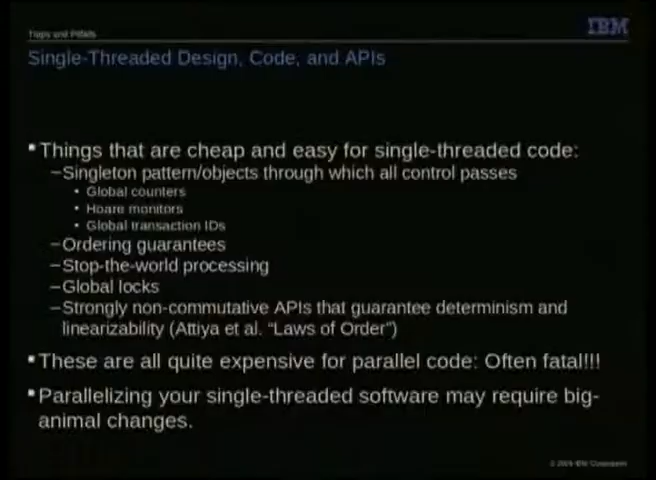 Traps and Pitfalls
IBM
Single-Threaded Design, Code, and APIs
▪Things that are cheap and easy for single-threaded code:
–Singleton pattern/objects through which all control passes
• Global counters
• Hoare monitors
• Global transaction IDs
–Ordering guarantees
–Stop-the-world processing
–Global locks
–Strongly non-commutative APIs that guarantee determinism and
linearizability (Attiya et al. “Laws of Order”)
▪These are all quite expensive for parallel code: Often fatal!!!
▪Parallelizing your single-threaded software may require big-
animal changes.
IBM Corporation